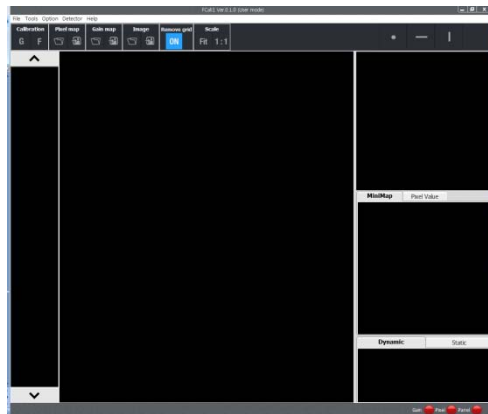 FCal1 Ver.0 1.0 (User mode)
File Tools Option Detector Help
Calibration Pixel map Gain map Image Remove grid Scale
G F ON Fit 1:1
MiniMap Pixel Value
Dynamic Static
Gain Pixel Panel